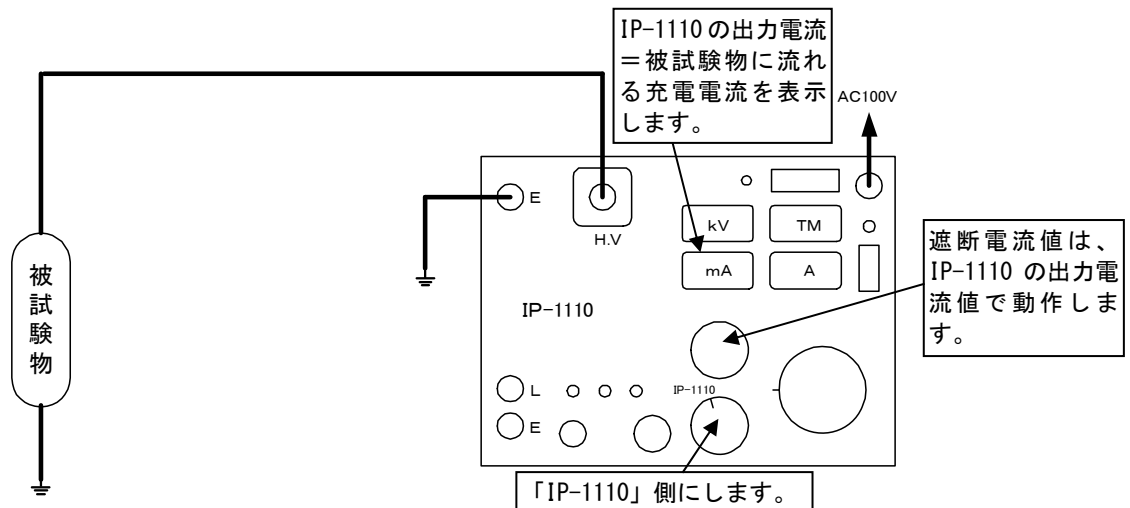 IP-1110の出力電流
＝被試験物に流れ
る充電電流を表示
します。
AC100V
E
H.V
kV
TM
mA
A
遮断電流値は、
IP-1110 の出力電
流値で動作しま
す。
IP-1110
被
試
験
物
L
IP-1110
E
「IP-1110」側にします。